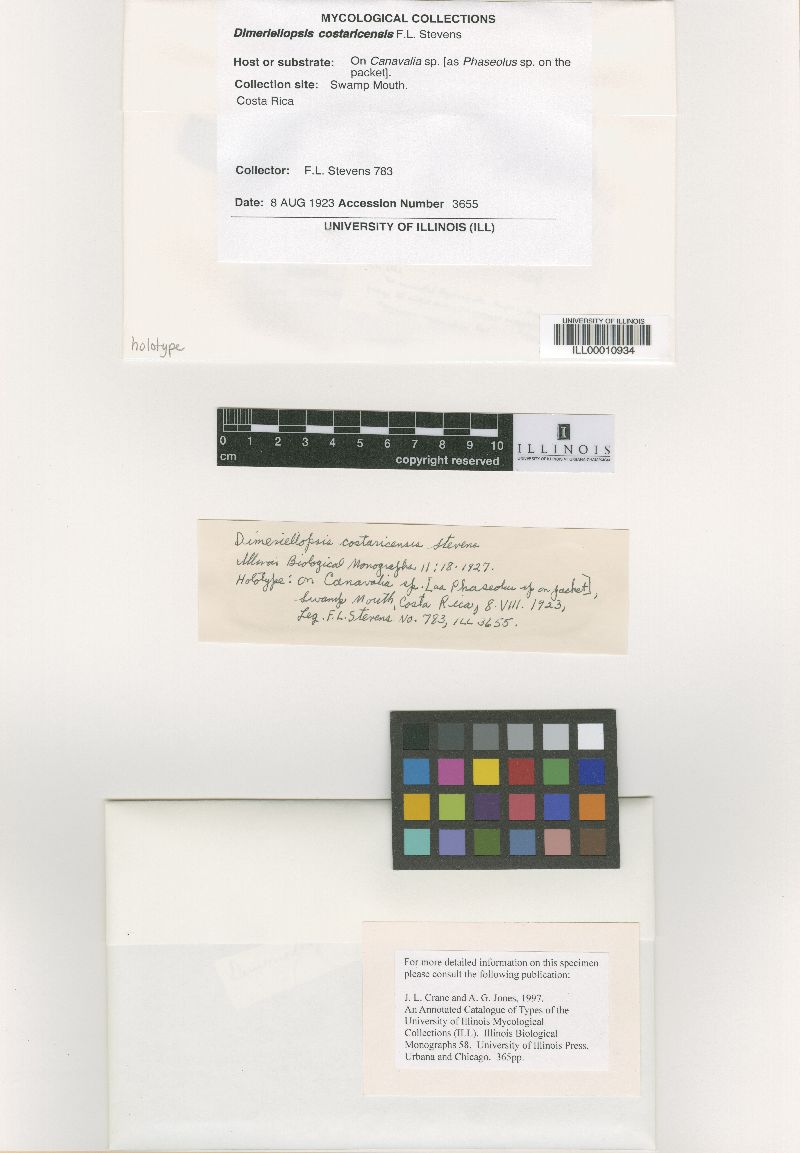 MYCOLOGICAL COLLECTIONS
Dimeriellopsis costaricensis F.L. Stevens
Host or substrate: On Canavalia sp. [as Phaseolus sp. on the
packet].
Collection site: Swamp Mouth.
Costa Rica
Collector: F.L. Stevens 783
Date: 8 AUG 1923 Accession Number 3655
UNIVERSITY OF ILLINOIS (ILL)
holotype
UNIVERSITY OF ILLINOIS
ILL00010934
0 1 2 3 4 5 6 7 8 9 10
cm
copyright reserved
I
ILLINOIS
UNIVERSITY OF ILLINOIS AT URBANA-CHAMPAIGN
Dimeriellopsis costaricensis Stevens
Illinois Biological Monographs 11:18. 1927.
Holotype: on Canavalia sp. [as Phaseolus sp on packet],
Swamp Mouth, Costa Rica, 8.VIII. 1923,
Leg. F.L. Stevens No. 783, ILL 3655.
For more detailed information on this specimen
please consult the following publication:
J. L. Crane and A. G. Jones, 1997.
An Annotated Catalogue of Types of the
University of Illinois Mycological
Collections (ILL). Illinois Biological
Monographs 58. University of Illinois Press,
Urbana and Chicago. 365pp.